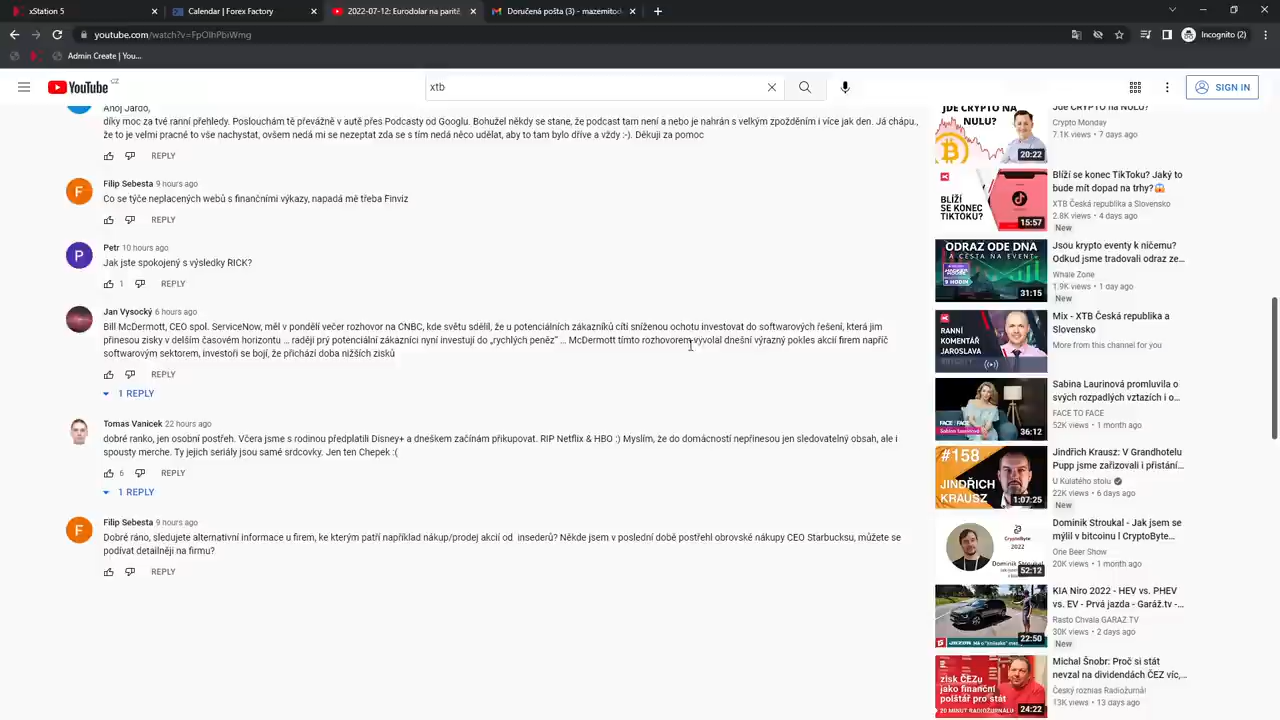 xStation 5
Calendar | Forex Factory
2022-07-12: Eurodolar na parit
Doručená pošta (3) - mazemitod
youtube.com/watch?v=FpOlhPbiWmg
Incognito (2)
Admin Create | You...
YouTube CZ
xtb
SIGN IN
Ahoj Jardo,
díky moc za tvé ranní přehledy. Poslouchám tě převážně v autě přes Podcasty od Googlu. Bohužel někdy se stane, že podcast tam není a nebo je nahrán s velkým zpožděním i více jak den. Já chápu,
že to je velmi pracné to vše nachystat, ovšem nedá mi se nezeptat zda se s tím nedá něco udělat, aby to tam bylo dříve a vždy :-). Děkuji za pomoc
REPLY
Filip Sebesta 9 hours ago
Co se týče neplacených webů s finančními výkazy, napadá mě třeba Finviz
REPLY
Petr 10 hours ago
Jak jste spokojený s výsledky RICK?
1 REPLY
Jan Vysocký 6 hours ago
Bill McDermott, CEO spol. ServiceNow, měl v pondělí večer rozhovor na CNBC, kde světu sdělil, že u potenciálních zákazníků cítí sníženou ochotu investovat do softwarových řešení, která jim
přinesou zisky v delším časovém horizontu ... někteří potenciální zákazníci nyní investují do „rychlých peněz" ... McDermott tímto rozhovorem vyvolal dnešní výrazný pokles akcií firem napříč
softwarovým sektorem, investoři se bojí, že přichází doba nižších zisků
REPLY
1 REPLY
Tomas Vanicek 22 hours ago
dobré ranko, jen osobní postřeh. Včera jsme s rodinou předplatili Disney+ a dneškem začínám přikupovat. RIP Netflix & HBO :) Myslím, že do domácností nepřinesou jen sledovatelný obsah, ale i
spousty merche. Ty jejich seriály jsou samé srdcovky. Jen ten Chepek :(
6 REPLY
1 REPLY
Filip Sebesta 9 hours ago
Dobré ráno, sledujete alternativní informace u firem, ke kterým patří například nákup/prodej akcií od insederů? Někde jsem v poslední době postřehl obrovské nákupy CEO Starbucksu, můžete se
podívat detailněji na firmu?
REPLY
JDE CRYPTO NA
NULU?
20:22
Jde CRYPTO na NULU?
Crypto Monday
7.1K views • 7 days ago
BLÍŽÍ
SE KONEC
TIKTOKU?
15:57
Blíží se konec TikToku? Jaký to
bude mít dopad na trhy?😱
XTB Česká republika a Slovensko
2.8K views • 4 days ago
New
ODRAZ ODE DNA
A CESTA NA EVENT
31:15
Jsou krypto eventy k ničemu?
Odkud jsme tradovali odraz ze...
Whale Zone
1.9K views • 1 day ago
New
RANNÍ
KOMENTÁŘ
JAROSLAVA
Mix - XTB Česká republika a
Slovensko
More from this channel for you
FACE FACE
Sabina Laurinová
36:12
Sabina Laurinová promluvila o
svých rozpadlých vztazích i o...
FACE TO FACE
52K views • 1 month ago
#158
JINDŘICH
KRAUSZ
1:07:25
Jindřich Krausz: V Grandhotelu
Pupp jsme zařizovali i přistání...
U Kulatého stolu
22K views • 6 days ago
New
CRYPTOBYTE
2022
Dominik Stroukal
52:12
Dominik Stroukal - Jak jsem se
mýlil v bitcoinu | CryptoByte...
One Beer Show
20K views • 1 month ago
22:50
KIA Niro 2022 - HEV vs. PHEV
vs. EV - Prvá jazda - Garáž.tv -...
Rasto Chvala GARAZ.TV
30K views • 2 days ago
New
zisk ČEZu
jako finanční
polštář pro stát
20 MINUT RADIOŽURNÁLU
24:22
Michal Šnobr: Proč si stát
nevzal na dividendách ČEZ víc,...
Český rozhlas Radiožurnál
13K views • 13 days ago